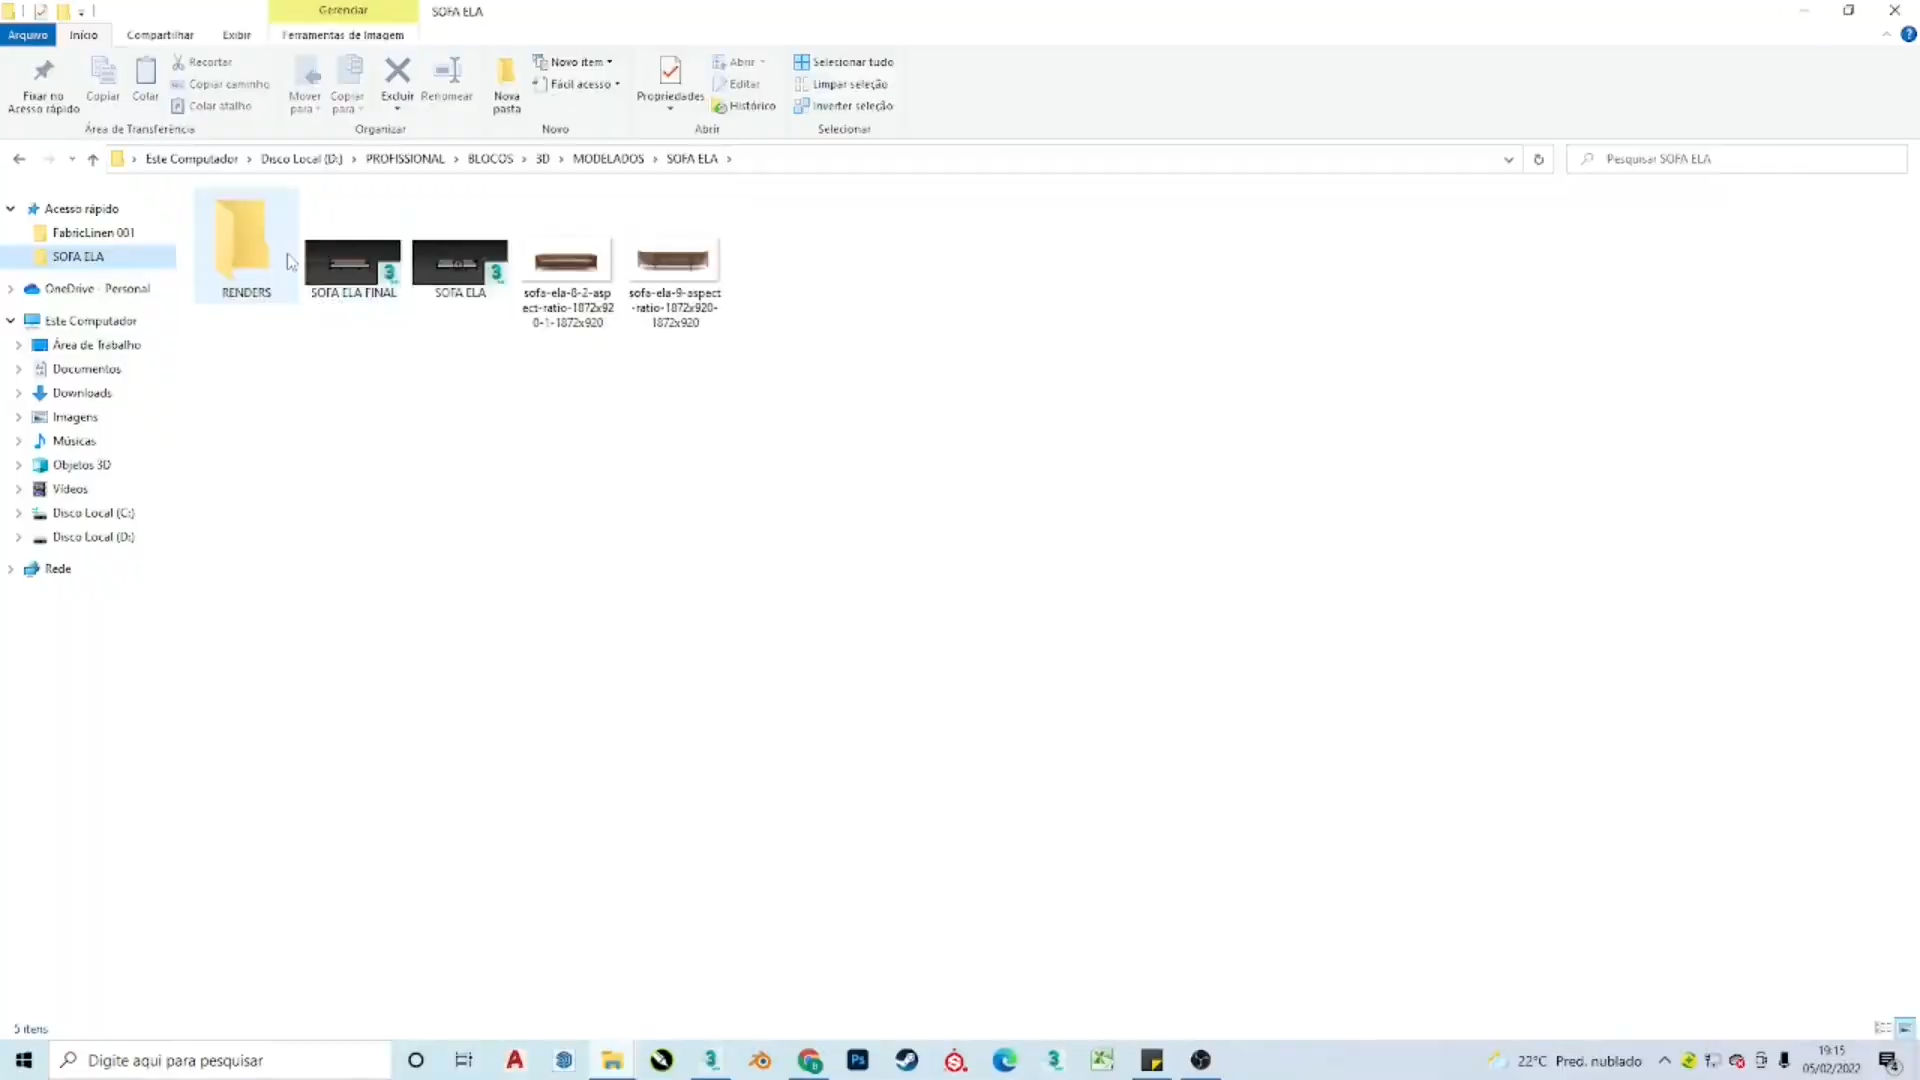 Gerenciar
SOFA ELA
Arquivo
Início
Compartilhar
Exibir
Ferramentas de Imagem
Fixar no
Acesso rápido
Copiar
Colar
Recortar
Copiar caminho
Colar atalho
Área de Transferência
Mover
para
Copiar
para
Excluir
Renomear
Organizar
Nova
pasta
Novo item
Fácil acesso
Novo
Propriedades
Abrir
Editar
Histórico
Abrir
Selecionar tudo
Limpar seleção
Inverter seleção
Selecionar
Este Computador › Disco Local (D:) › PROFISSIONAL › BLOCOS › 3D › MODELADOS › SOFA ELA ›
Pesquisar SOFA ELA
Acesso rápido
FabricLinen 001
SOFA ELA
OneDrive - Personal
Este Computador
Área de Trabalho
Documentos
Downloads
Imagens
Músicas
Objetos 3D
Vídeos
Disco Local (C:)
Disco Local (D:)
Rede
RENDERS
SOFA ELA FINAL
SOFA ELA
sofa-ela-8-2-asp
ect-ratio-1872x92
0-1-1872x920
sofa-ela-9-aspect
-ratio-1872x920-
1872x920
5 itens
Digite aqui para pesquisar
22°C Pred. nublado
19:15
05/02/2022